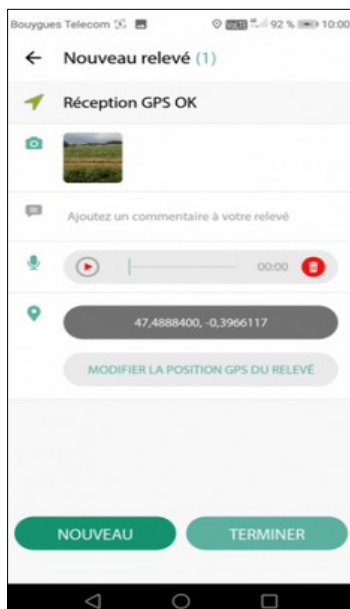 Bouygues Telecom 92 % 10:00
Nouveau relevé (1)
Réception GPS OK
Ajoutez un commentaire à votre relevé
00:00
47,4888400, -0,3966117
MODIFIER LA POSITION GPS DU RELEVÉ
NOUVEAU
TERMINER